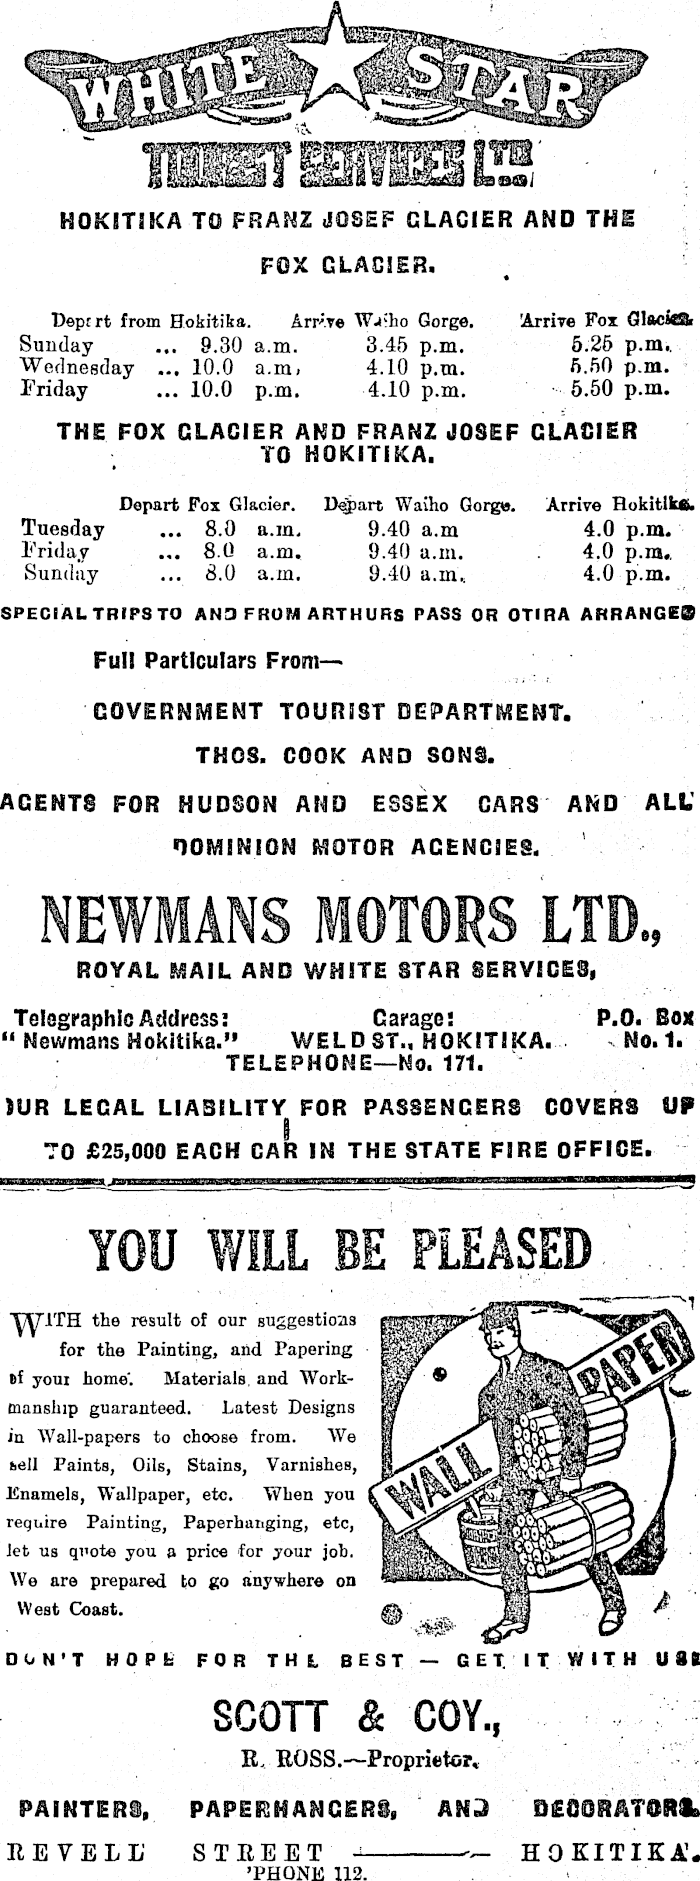 WHITE STAR
TOURIST SERVICES LTD
HOKITIKA TO FRANZ JOSEF GLACIER AND THE
FOX GLACIER.
Depart from Hokitika. Arrive Waiho Gorge. Arrive Fox Glacier.
Sunday ... 9.30 a.m. 3.45 p.m. 5.25 p.m.
Wednesday ... 10.0 a.m, 4.10 p.m. 5.50 p.m.
Friday ... 10.0 p.m. 4.10 p.m. 5.50 p.m.
THE FOX GLACIER AND FRANZ JOSEF GLACIER
TO HOKITIKA.
Depart Fox Glacier. Depart Waiho Gorge. Arrive Hokitika.
Tuesday ... 8.0 a.m. 9.40 a.m 4.0 p.m.
Friday ... 8.0 a.m. 9.40 a.m. 4.0 p.m.
Sunday ... 8.0 a.m. 9.40 a.m. 4.0 p.m.
SPECIAL TRIPS TO AND FROM ARTHURS PASS OR OTIRA ARRANGED
Full Particulars From—
GOVERNMENT TOURIST DEPARTMENT.
THOS. COOK AND SONS.
AGENTS FOR HUDSON AND ESSEX CARS AND ALL
DOMINION MOTOR AGENCIES.
NEWMANS MOTORS LTD.,
ROYAL MAIL AND WHITE STAR SERVICES,
Telegraphic Address: Garage: P.O. Box
" Newmans Hokitika." WELD ST., HOKITIKA. No. 1.
TELEPHONE—No. 171.
OUR LEGAL LIABILITY FOR PASSENGERS COVERS UP
TO £25,000 EACH CAR IN THE STATE FIRE OFFICE.
YOU WILL BE PLEASED
WITH the result of our suggestions
for the Painting, and Papering
of your home. Materials and Work-
manship guaranteed. Latest Designs
in Wall-papers to choose from. We
sell Paints, Oils, Stains, Varnishes,
Enamels, Wallpaper, etc. When you
require Painting, Paperhanging, etc,
let us quote you a price for your job.
We are prepared to go anywhere on
West Coast.
WALL PAPER
DON'T HOPE FOR THE BEST — GET IT WITH USE
SCOTT & COY.,
R. ROSS.—Proprietor.
PAINTERS, PAPERHANGERS, AND DECORATORS.
REVELL STREET ——— HOKITIKA.
'PHONE 112.